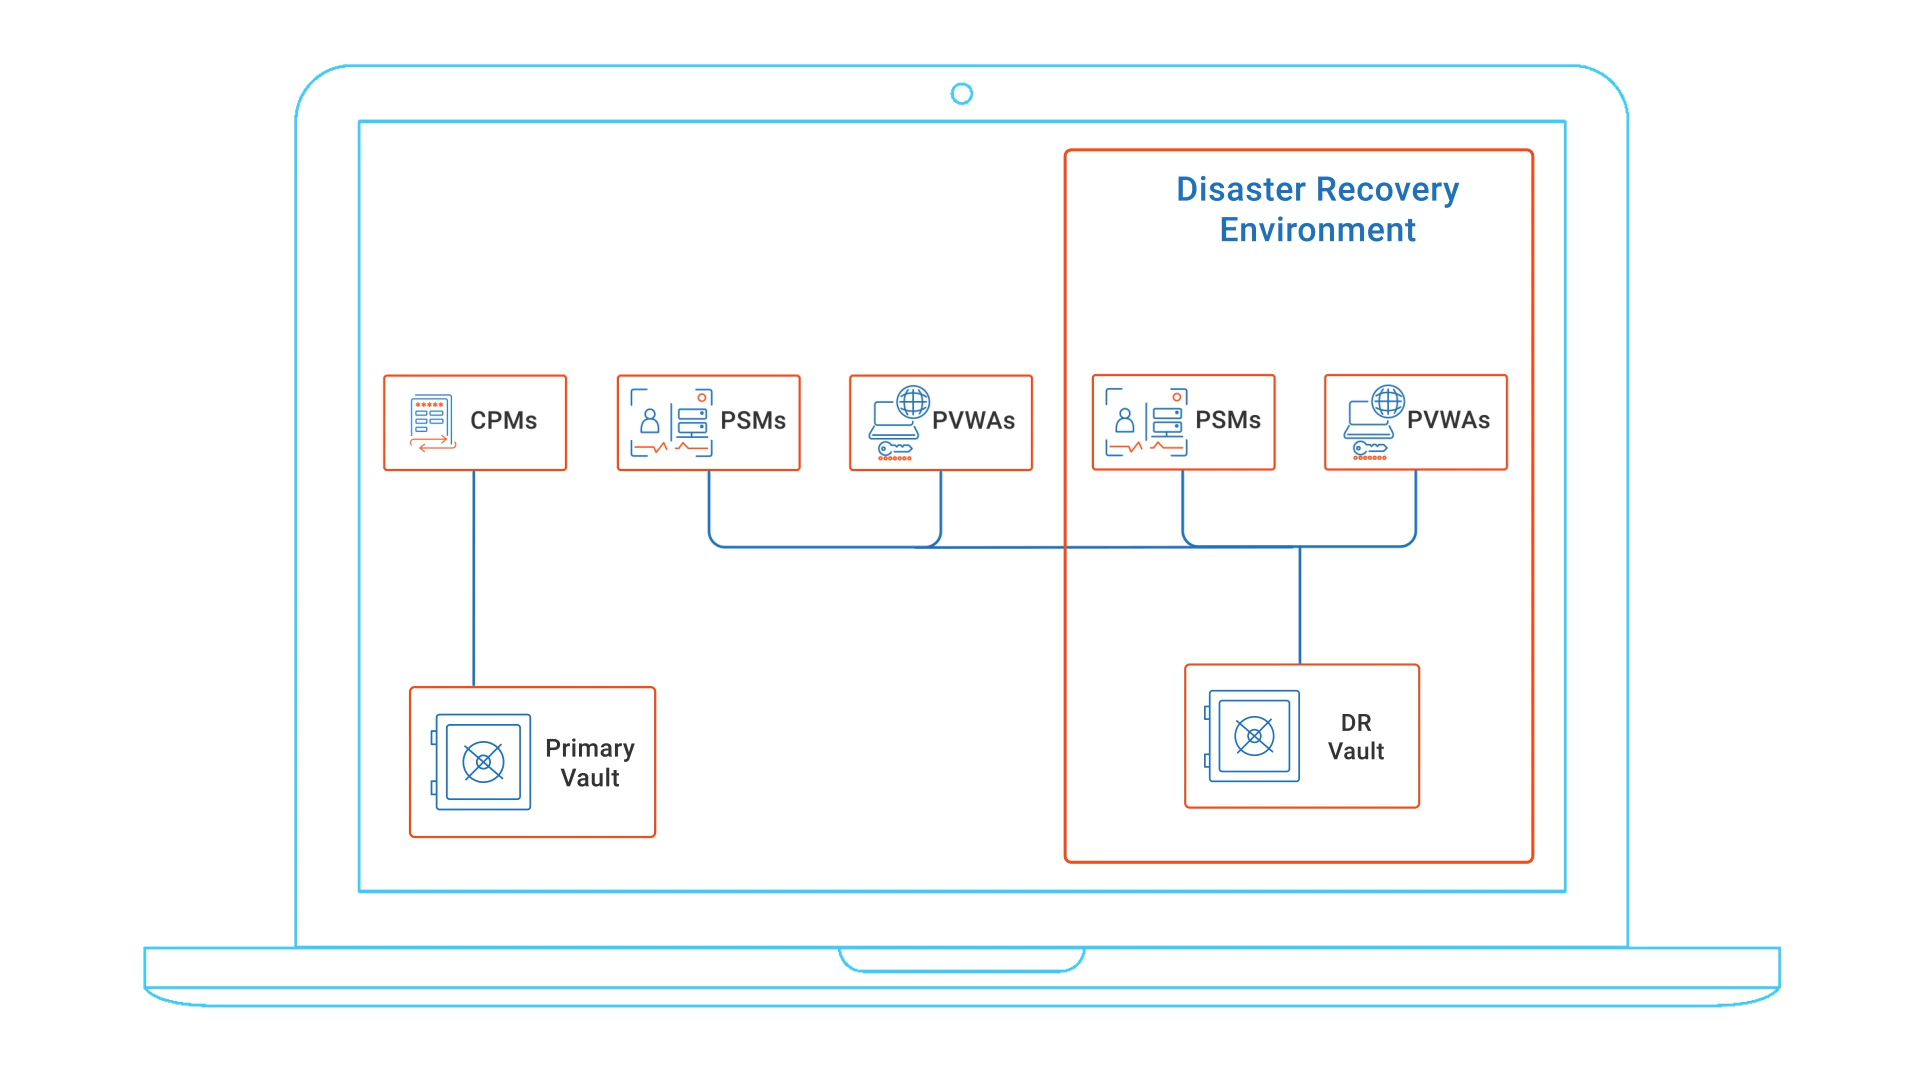 Disaster Recovery
Environment
CPMs
PSMs
PVWAs
PSMs
PVWAs
Primary
Vault
DR
Vault